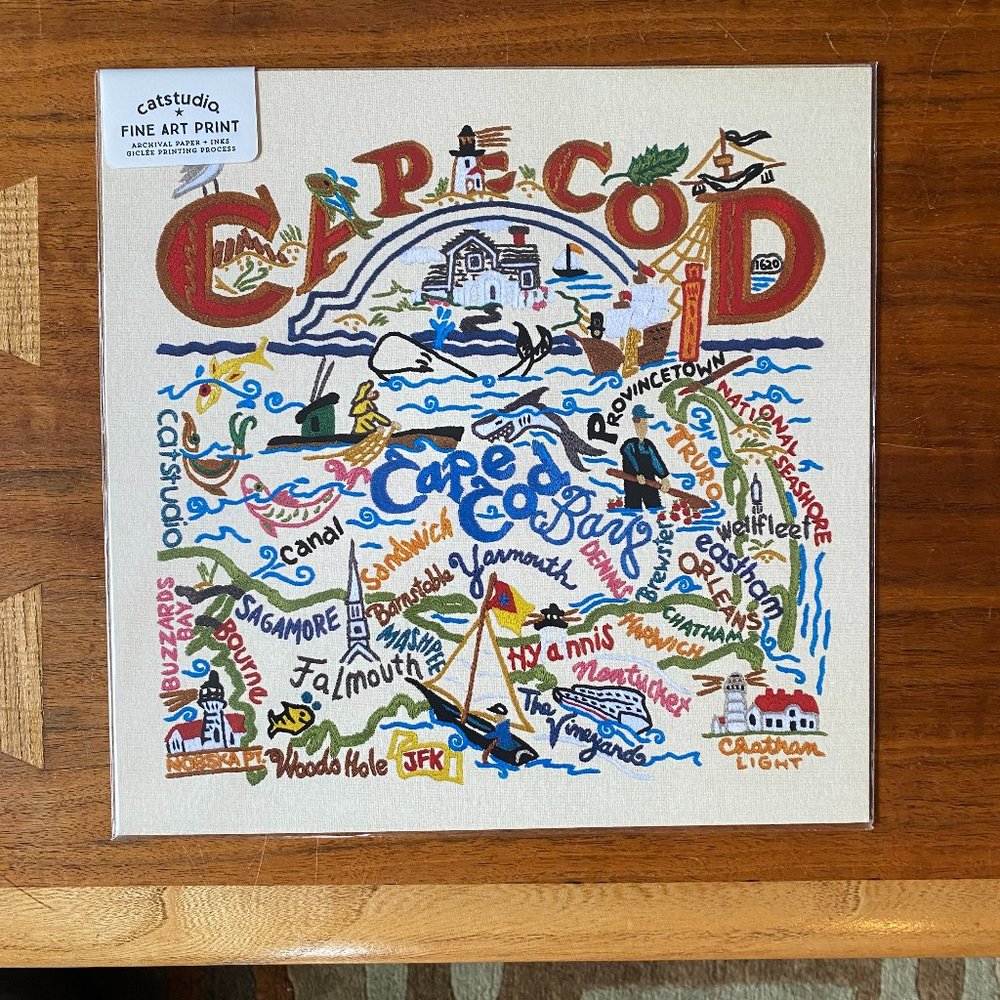 catstudio
FINE ART PRINT
ARCHIVAL PAPER + INKS
GICLÉE PRINTING PROCESS
CAPE COD
1620
PROVINCETOWN
NATIONAL SEASHORE
catstudio
TRURO
Cape Cod Bay
wellfleet
Canal
Sandwich
Yarmouth
DENNIS
Brewster
eastham
ORLEANS
BUZZARDS
BAY
SAGAMORE
Barnstable
Bourne
MASHPEE
HYannis
HARWICH
CHATHAM
Falmouth
Nantucket
The
Vineyard
NOBSKA PT.
Woods Hole
JFK
Chatham
LIGHT